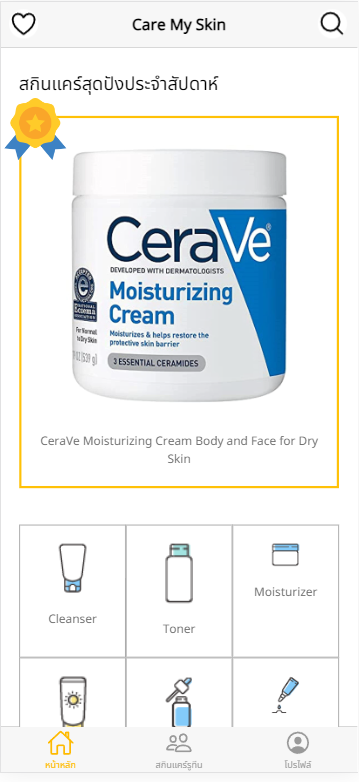 Care My Skin
สกินแคร์สุดปังประจำสัปดาห์
CeraVe®
DEVELOPED WITH DERMATOLOGISTS
Moisturizing
Cream
For Normal
to Dry Skin
Moisturizes & helps restore the
protective skin barrier
OZ (539 g)
3 ESSENTIAL CERAMIDES
CeraVe Moisturizing Cream Body and Face for Dry
Skin
Cleanser
Toner
Moisturizer
หน้าหลัก
สกินแคร์รูทีน
โปรไฟล์